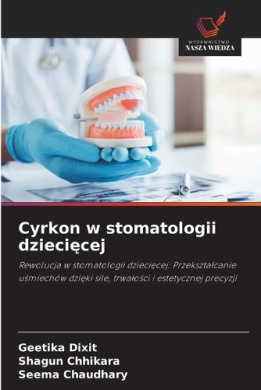 WYDAWNICTWO
NASZA WIEDZA
Cyrkon w stomatologii
dziecięcej
Rewolucja w stomatologii dziecięcej: Przekształcanie
uśmiechów dzięki sile, trwałości i estetycznej precyzji
Geetika Dixit
Shagun Chhikara
Seema Chaudhary